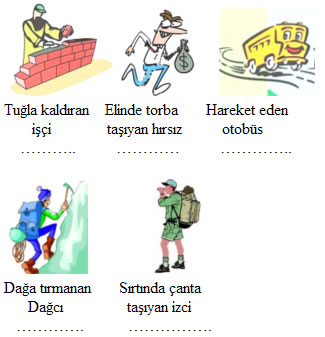 Tuğla kaldıran
işçi
………..
Elinde torba
taşıyan hırsız
…………
Hareket eden
otobüs
…………..
Dağa tırmanan
Dağcı
………….
Sırtında çanta
taşıyan izci
…………….